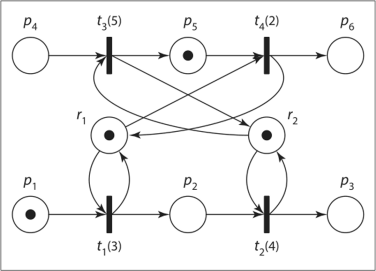 p4 t3(5) p5 t4(2) p6
r1 r2
p1 p2 p3
t1(3) t2(4)